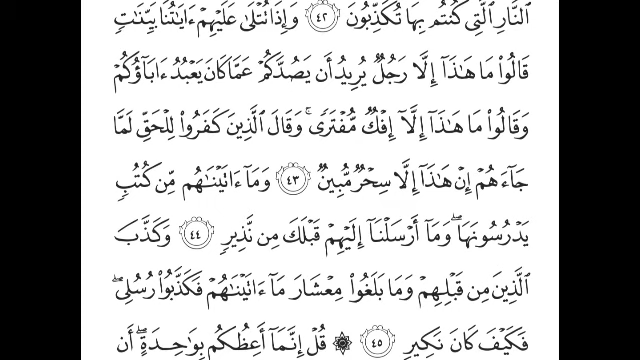 ٱلنَّارِ ٱلَّتِي كُنتُم بِهَا تُكَذِّبُونَ ٤٢ وَإِذَا تُتۡلَىٰ عَلَيۡهِمۡ ءَايَٰتُنَا بَيِّنَٰتٖ
قَالُواْ مَا هَٰذَآ إِلَّا رَجُلٞ يُرِيدُ أَن يَصُدَّكُمۡ عَمَّا كَانَ يَعۡبُدُ ءَابَآؤُكُمۡ
وَقَالُواْ مَا هَٰذَآ إِلَّآ إِفۡكٞ مُّفۡتَرٗىۚ وَقَالَ ٱلَّذِينَ كَفَرُواْ لِلۡحَقِّ لَمَّا
جَآءَهُمۡ إِنۡ هَٰذَآ إِلَّا سِحۡرٞ مُّبِينٞ ٤٣ وَمَآ ءَاتَيۡنَٰهُم مِّن كُتُبٖ
يَدۡرُسُونَهَاۖ وَمَآ أَرۡسَلۡنَآ إِلَيۡهِمۡ قَبۡلَكَ مِن نَّذِيرٖ ٤٤ وَكَذَّبَ
ٱلَّذِينَ مِن قَبۡلِهِمۡ وَمَا بَلَغُواْ مِعۡشَارَ مَآ ءَاتَيۡنَٰهُمۡ فَكَذَّبُواْ رُسُلِيۖ
فَكَيۡفَ كَانَ نَكِيرِ ٤٥ ۞ قُلۡ إِنَّمَآ أَعِظُكُم بِوَٰحِدَةٍۖ أَن